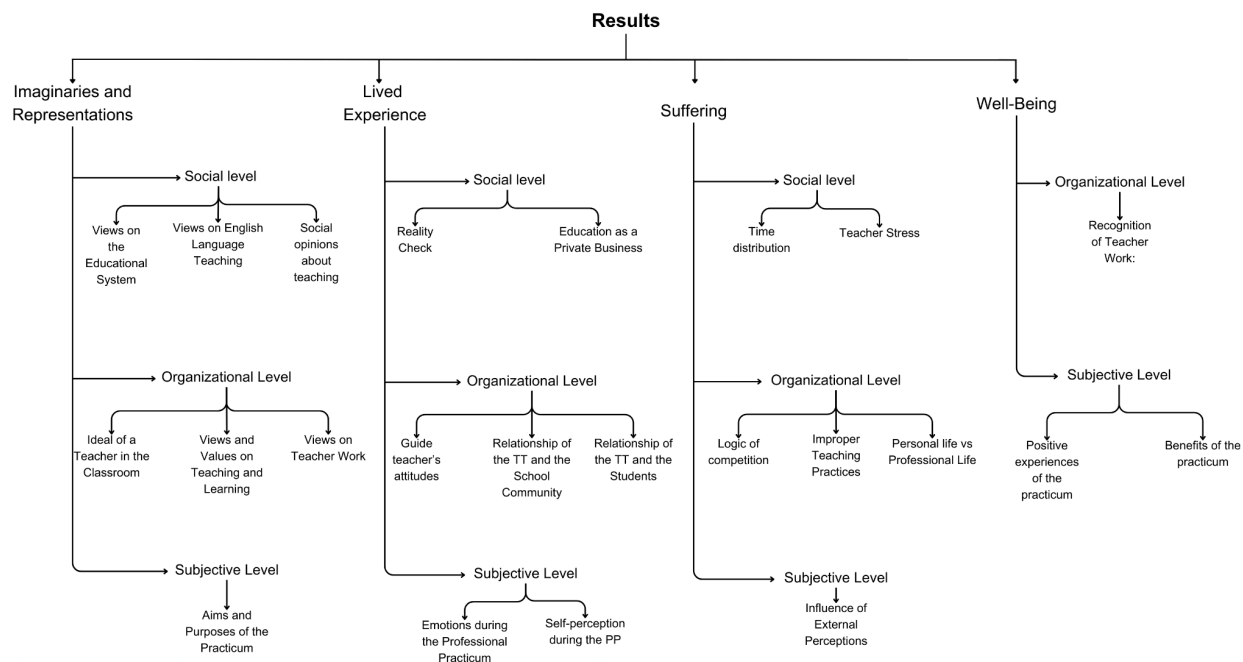 Results
Imaginaries and
Representations
Social level
Views on
the
Educational
System
Views on English
Language
Teaching
Social
opinions
about
teaching
Organizational Level
Ideal of a
Teacher in the
Classroom
Views and
Values on
Teaching and
Learning
Views on
Teacher Work
Subjective Level
Aims and
Purposes of the
Practicum
Lived
Experience
Social level
Reality
Check
Education as a
Private Business
Organizational Level
Guide
teacher's
attitudes
Relationship of
the TT and the
School
Community
Relationship of
the TT and the
Students
Subjective Level
Emotions during
the Professional
Practicum
Self-perception
during the PP
Suffering
Social level
Time
distribution
Teacher Stress
Organizational Level
Logic of
competition
Improper
Teaching
Practices
Personal life vs
Professional Life
Subjective Level
Influence of
External
Perceptions
Well-Being
Organizational Level
Recognition
of Teacher
Work:
Subjective Level
Positive
experiences
of the
practicum
Benefits of the
practicum